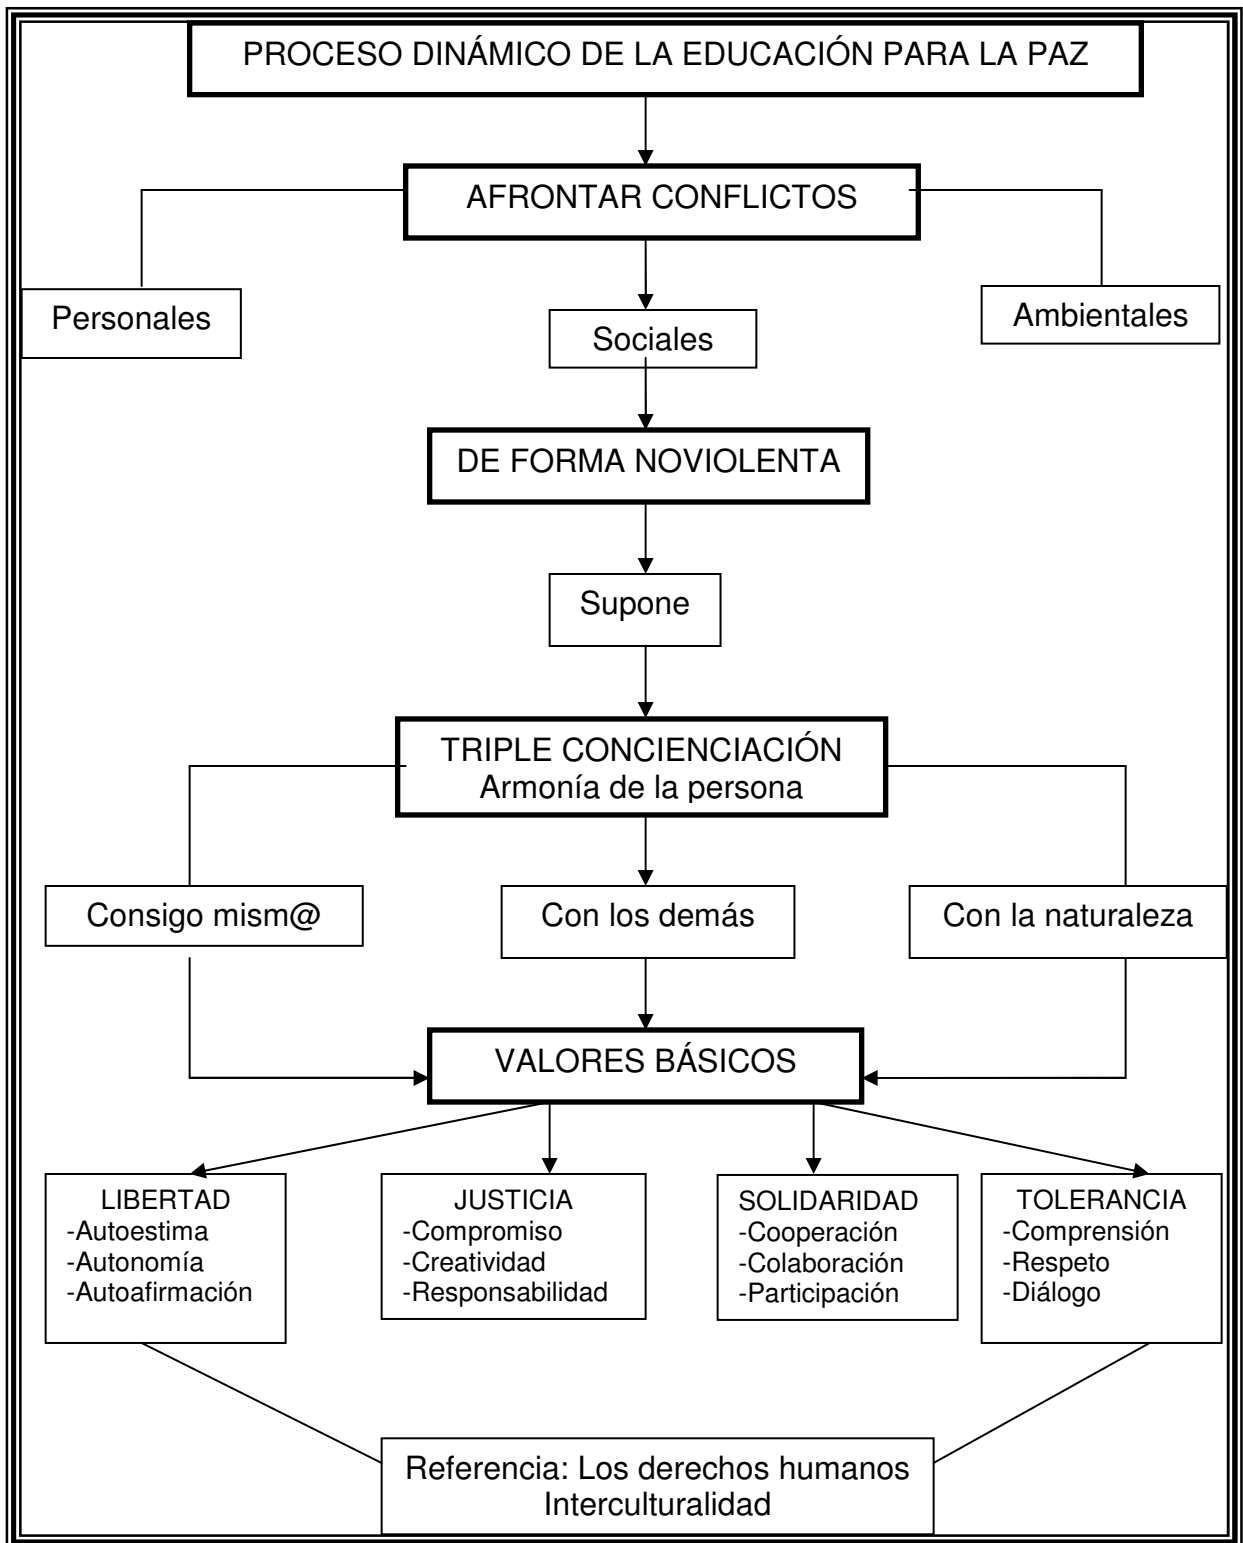 PROCESO DINÁMICO DE LA EDUCACIÓN PARA LA PAZ
AFRONTAR CONFLICTOS
Personales
Sociales
Ambientales
DE FORMA NOVIOLENTA
Supone
TRIPLE CONCIENCIACIÓN
Armonía de la persona
Consigo mism@
Con los demás
Con la naturaleza
VALORES BÁSICOS
LIBERTAD
-Autoestima
-Autonomía
-Autoafirmación
JUSTICIA
-Compromiso
-Creatividad
-Responsabilidad
SOLIDARIDAD
-Cooperación
-Colaboración
-Participación
TOLERANCIA
-Comprensión
-Respeto
-Diálogo
Referencia: Los derechos humanos
Interculturalidad